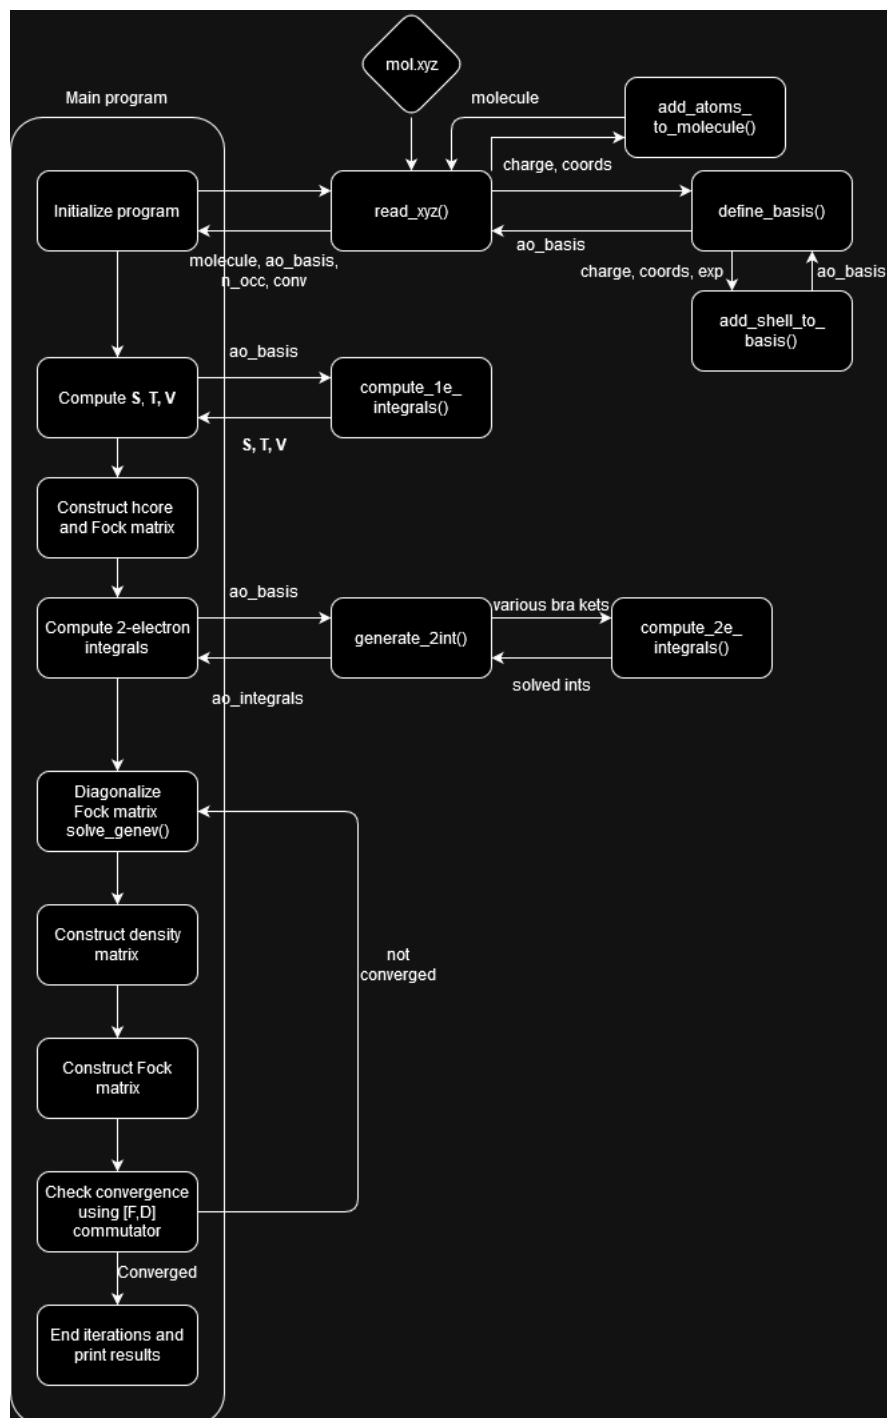 mol.xyz
Main program
molecule
add_atoms_
to_molecule()
charge, coords
Initialize program
read_xyz()
define_basis()
ao_basis
molecule, ao_basis,
n_occ, conv
charge, coords, exp
ao_basis
add_shell_to_
basis()
ao_basis
Compute S, T, V
compute_1e_
integrals()
S, T, V
Construct hcore
and Fock matrix
ao_basis
various bra kets
Compute 2-electron
integrals
generate_2int()
compute_2e_
integrals()
solved ints
ao_integrals
Diagonalize
Fock matrix
solve_genev()
Construct density
matrix
not
converged
Construct Fock
matrix
Check convergence
using [F,D]
commutator
Converged
End iterations and
print results